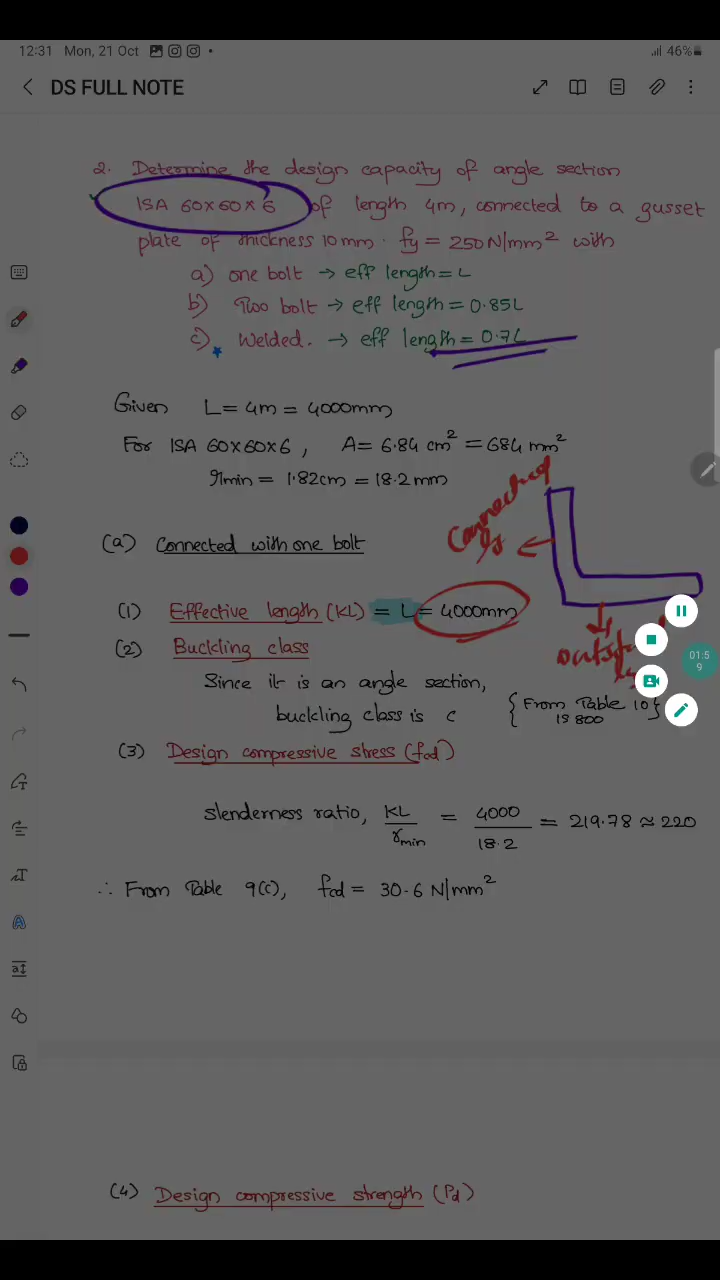 12:31 Mon, 21 Oct
46%
DS FULL NOTE
2. Determine the design capacity of angle section
ISA 60×60×6 of length 4m, connected to a gusset
plate of thickness 10mm. fy = 250 N/mm² with
a) one bolt → eff length = L
b) Two bolt → eff length = 0.85L
c) Welded. → eff length = 0.7L
Given L = 4m = 4000mm
For ISA 60×60×6, A = 6.84 cm² = 684 mm²
rmin = 1.82cm = 18.2 mm
Connected
(a) Connected with one bolt
(1) Effective length (KL) = L = 4000mm
(2) Buckling class
Since it is an angle section,
buckling class is c {From Table 10}
IS 800
(3) Design compressive stress (fcd)
01:59
Slenderness ratio, KL/rmin = 4000/18.2 = 219.78 ≈ 220
∴ From Table 9(c), fcd = 30.6 N/mm²
(4) Design compressive strength (Pd)